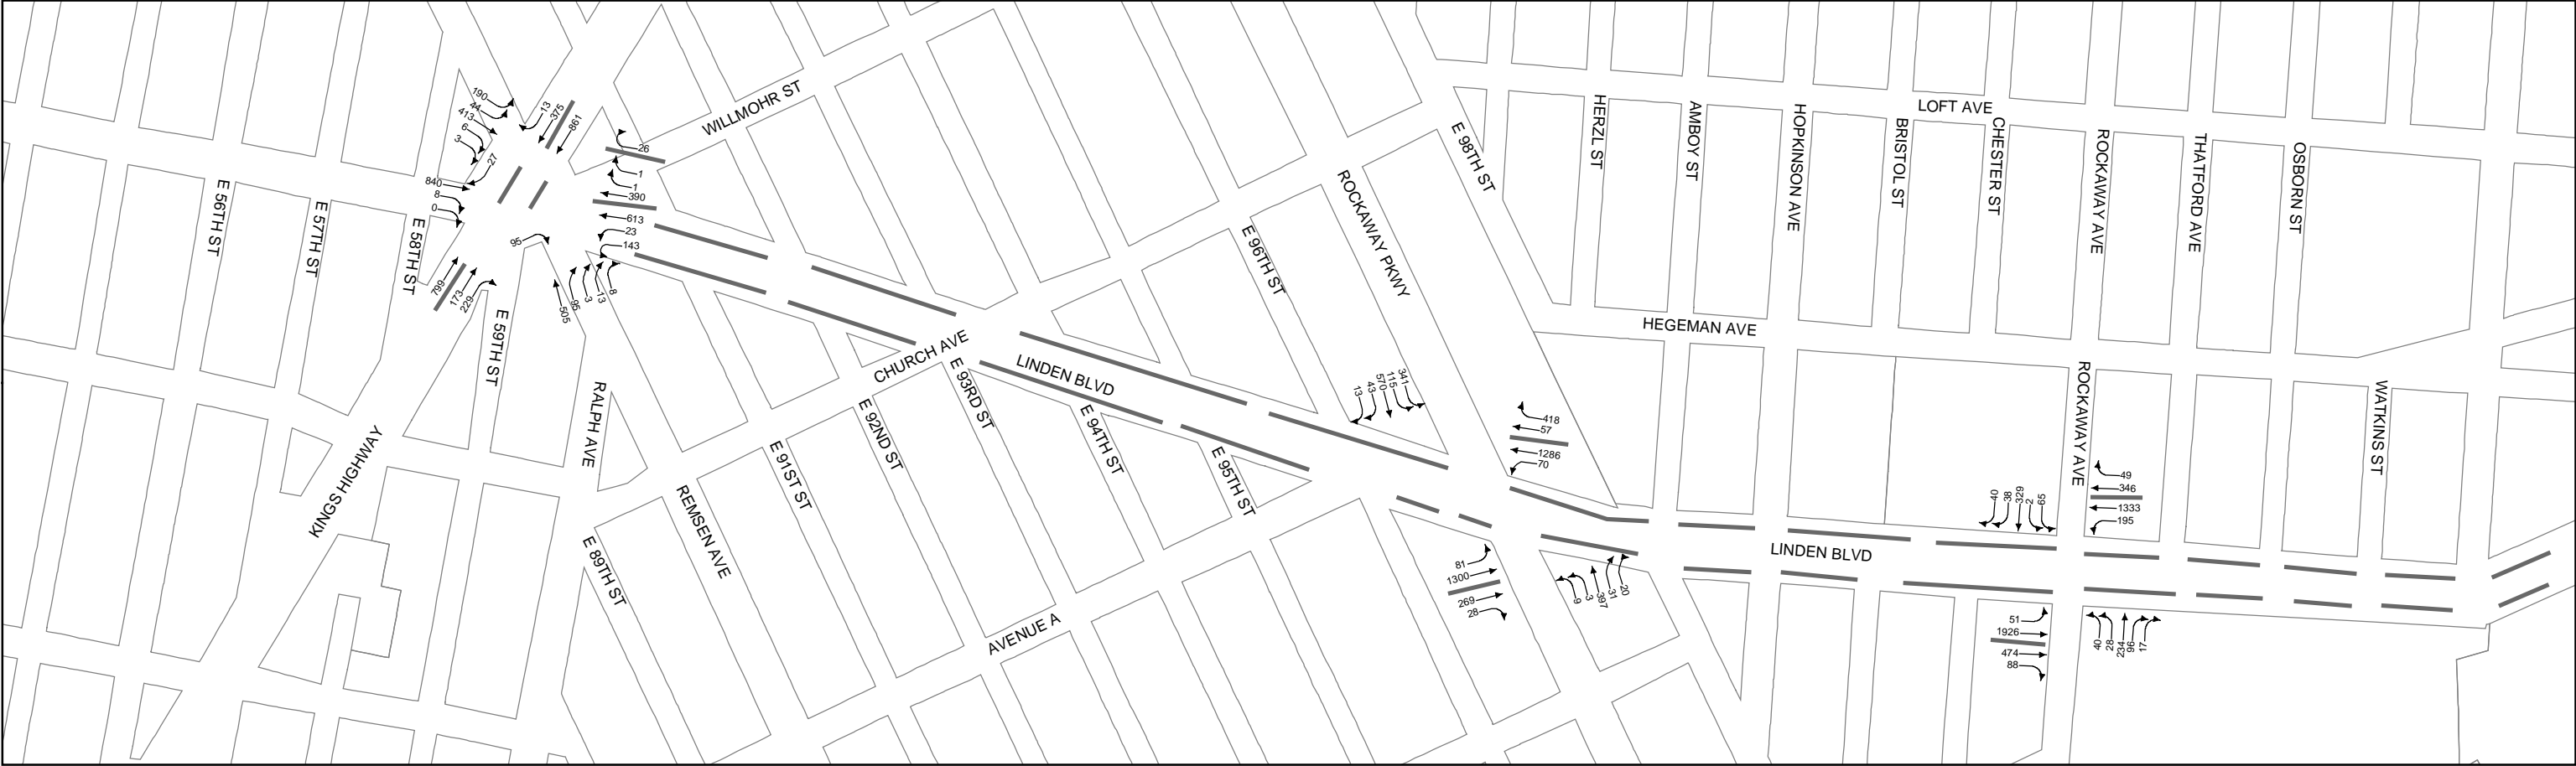 WILLMOHR ST
LOFT AVE
E 56TH ST
E 57TH ST
E 58TH ST
E 59TH ST
KINGS HIGHWAY
RALPH AVE
E 89TH ST
REMSEN AVE
E 91ST ST
E 92ND ST
CHURCH AVE
E 93RD ST
LINDEN BLVD
E 94TH ST
E 95TH ST
AVENUE A
E 96TH ST
ROCKAWAY PKWY
E 98TH ST
HERZL ST
AMBOY ST
HOPKINSON AVE
BRISTOL ST
CHESTER ST
ROCKAWAY AVE
THATFORD AVE
OSBORN ST
HEGEMAN AVE
ROCKAWAY AVE
WATKINS ST
LINDEN BLVD
190
44
413
6
3
27
13
375
861
840
8
0
95
799
173
229
26
1
1
390
613
23
143
505
95
3
13
8
13
43
570
115
341
418
57
1286
70
81
1300
269
28
9
3
397
31
20
40
38
329
2
65
49
346
1333
195
51
1926
474
88
40
28
234
96
17